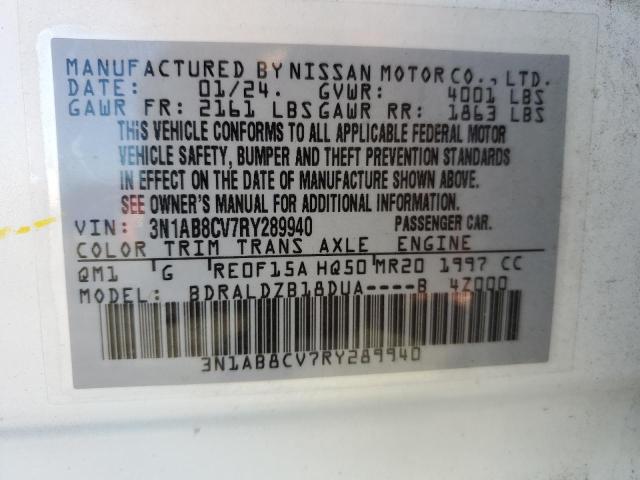 MANUFACTURED BY NISSAN MOTOR CO., LTD.
DATE: 01/24. GVWR: 4001 LBS
GAWR FR: 2161 LBS GAWR RR: 1863 LBS
THIS VEHICLE CONFORMS TO ALL APPLICABLE FEDERAL MOTOR
VEHICLE SAFETY, BUMPER AND THEFT PREVENTION STANDARDS
IN EFFECT ON THE DATE OF MANUFACTURE SHOWN ABOVE.
SEE OWNER'S MANUAL FOR ADDITIONAL INFORMATION.
VIN: 3N1AB8CV7RY289940 PASSENGER CAR.
COLOR TRIM TRANS AXLE ENGINE
QM1 G RE0F15A HQ50 MR20 1997 CC
MODEL: BDRALDZB18DUA----B 4Z000
3N1AB8CV7RY289940